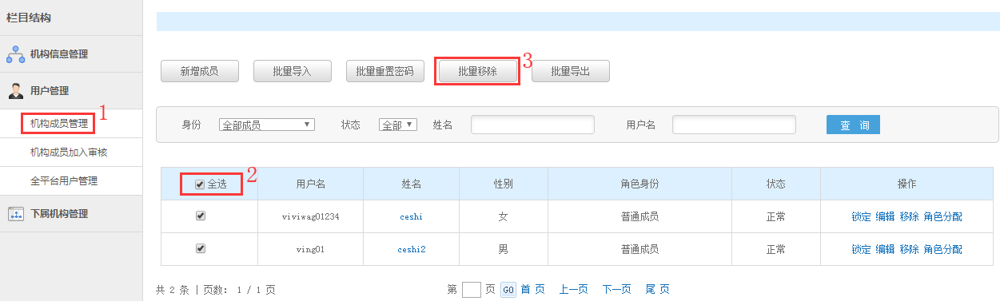 栏目结构
机构信息管理
用户管理
机构成员管理 1
机构成员加入审核
全平台用户管理
下属机构管理
新增成员 批量导入 批量重置密码 批量移除 3 批量导出
身份 全部成员 状态 全部 姓名 用户名 查 询
全选 2 用户名 姓名 性别 角色身份 状态 操作
viviwag01234 ceshi 女 普通成员 正常 锁定 编辑 移除 角色分配
ving01 ceshi2 男 普通成员 正常 锁定 编辑 移除 角色分配
共 2 条 | 页数: 1 / 1 页 第 页 GO 首 页 上一页 下一页 尾 页